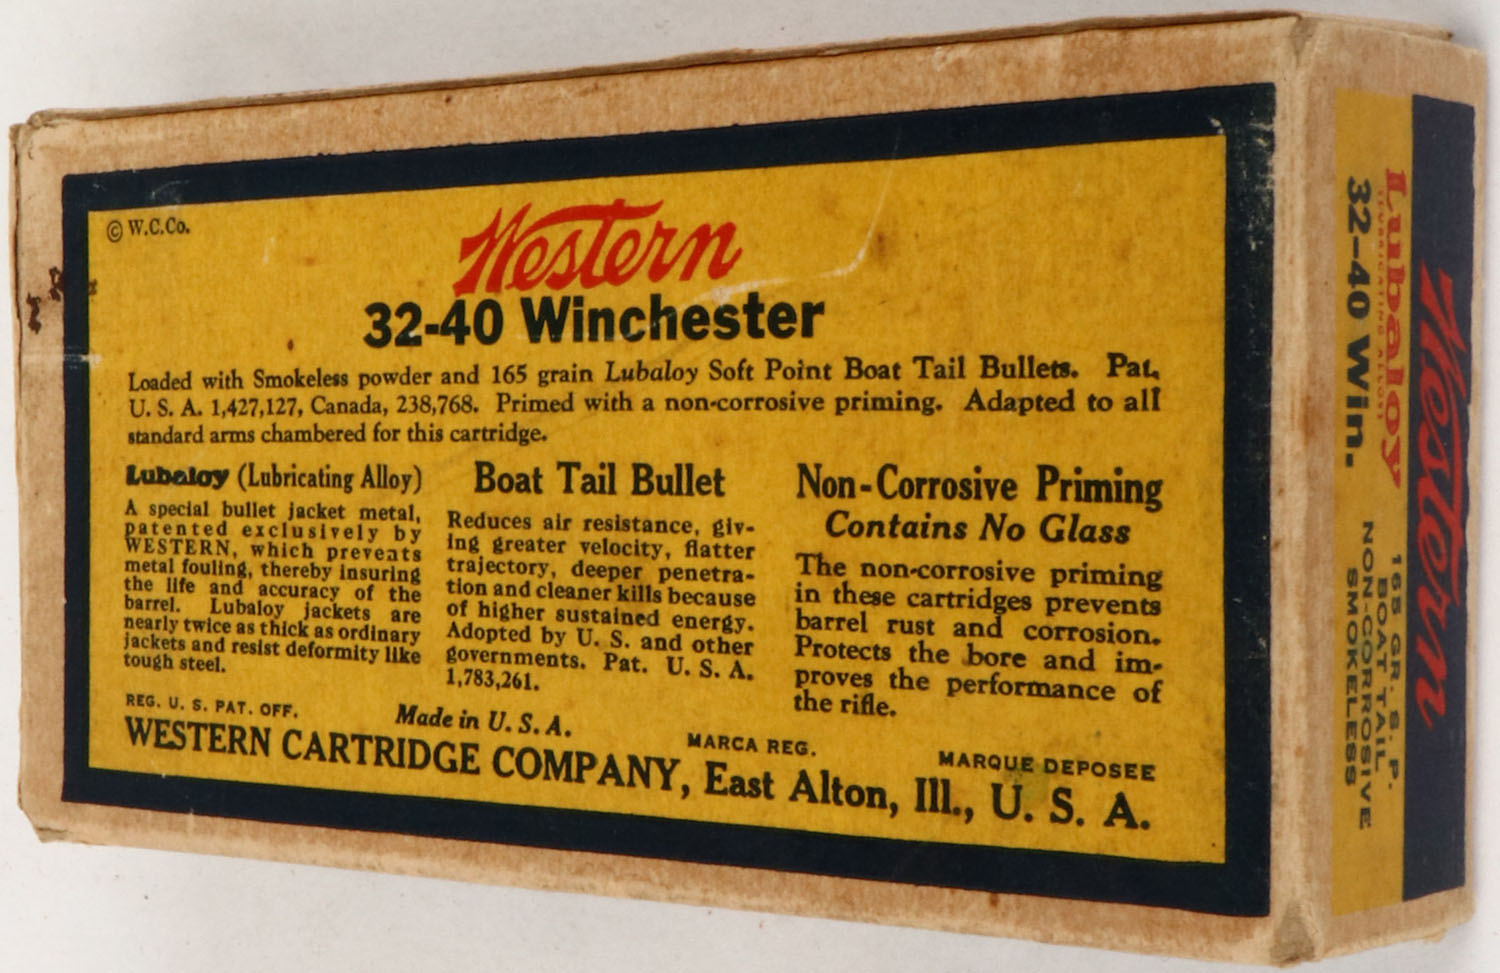 © W.C.Co.
Western
32-40 Winchester
Loaded with Smokeless powder and 165 grain Lubaloy Soft Point Boat Tail Bullets. Pat.
U. S. A. 1,427,127, Canada, 238,768. Primed with a non-corrosive priming. Adapted to all
standard arms chambered for this cartridge.
Lubaloy (Lubricating Alloy)
A special bullet jacket metal,
patented exclusively by
WESTERN, which prevents
metal fouling, thereby insuring
the life and accuracy of the
barrel. Lubaloy jackets are
nearly twice as thick as ordinary
jackets and resist deformity like
tough steel.
Boat Tail Bullet
Reduces air resistance, giv-
ing greater velocity, flatter
trajectory, deeper penetra-
tion and cleaner kills because
of higher sustained energy.
Adopted by U. S. and other
governments. Pat. U. S. A.
1,783,261.
Non-Corrosive Priming
Contains No Glass
The non-corrosive priming
in these cartridges prevents
barrel rust and corrosion.
Protects the bore and im-
proves the performance of
the rifle.
REG. U. S. PAT. OFF.
Made in U. S. A.
MARCA REG.
MARQUE DEPOSEE
WESTERN CARTRIDGE COMPANY, East Alton, Ill., U. S. A.
Western
Lubaloy
LUBRICATING ALLOY
32-40 Win.
165 GR. S. P.
BOAT TAIL
NON-CORROSIVE
SMOKELESS